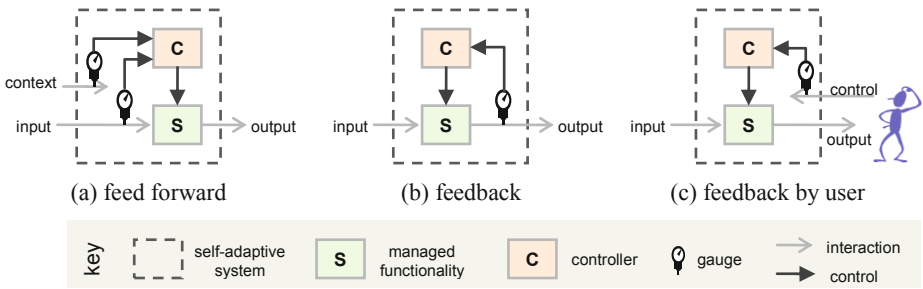 C
context
input
S
output
(a) feed forward
C
input
S
output
(b) feedback
C
control
input
S
output
(c) feedback by user
key
self-adaptive
system
S
managed
functionality
C
controller
gauge
interaction
control